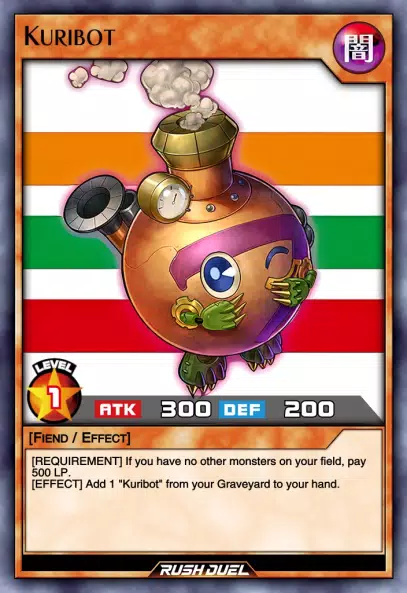 KURIBOT
闇
LEVEL
1
ATK 300 DEF 200
[FIEND / EFFECT]
[REQUIREMENT] If you have no other monsters on your field, pay
500 LP.
[EFFECT] Add 1 "Kuribot" from your Graveyard to your hand.
RUSH DUEL